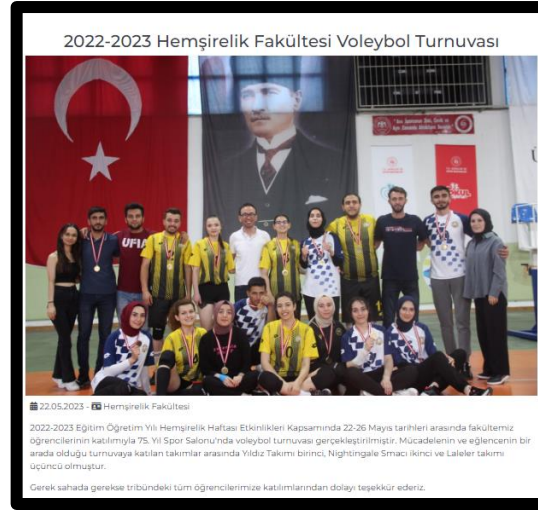 2022-2023 Hemşirelik Fakültesi Voleybol Turnuvası
UFIA
22.05.2023 - Hemşirelik Fakültesi
2022-2023 Eğitim Öğretim Yılı Hemşirelik Haftası Etkinlikleri Kapsamında 22-26 Mayıs tarihleri arasında fakültemiz
öğrencilerinin katılımıyla 75. Yıl Spor Salonu'nda voleybol turnuvası gerçekleştirilmiştir. Mücadelenin ve eğlencenin bir
arada olduğu turnuvaya katılan takımlar arasında Yıldız Takımı birinci, Nightingale Smacı ikinci ve Laleler takımı
üçüncü olmuştur.
Gerek sahada gerekse tribündeki tüm öğrencilerimize katılımlarından dolayı teşekkür ederiz.